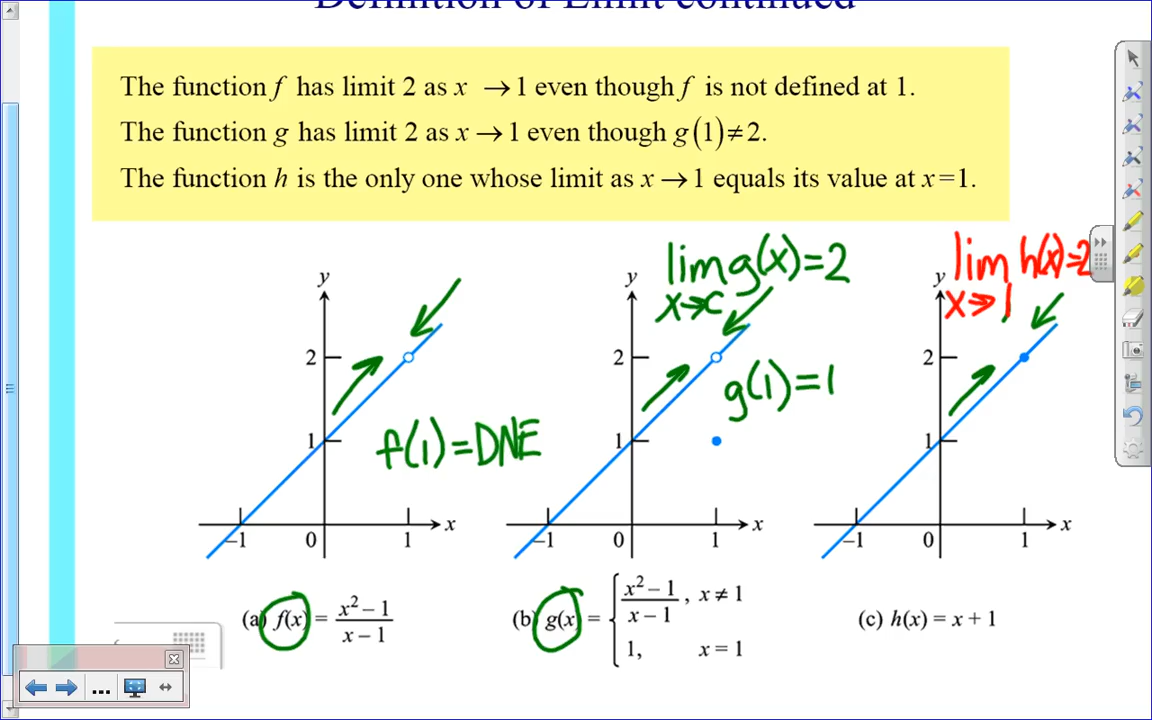 Definition of Limit continued
The function f has limit 2 as x → 1 even though f is not defined at 1.
The function g has limit 2 as x → 1 even though g(1) ≠ 2.
The function h is the only one whose limit as x → 1 equals its value at x = 1.
lim g(x) = 2
x → c
lim h(x) = 2
x → 1
y
y
y
2
2
2
g(1) = 1
1
1
1
f(1) = DNE
x
x
x
–1 0 1
–1 0 1
–1 0 1
(a) f(x) = x² – 1
x – 1
(b) g(x) = { x² – 1 , x ≠ 1
x – 1
1, x = 1
(c) h(x) = x + 1